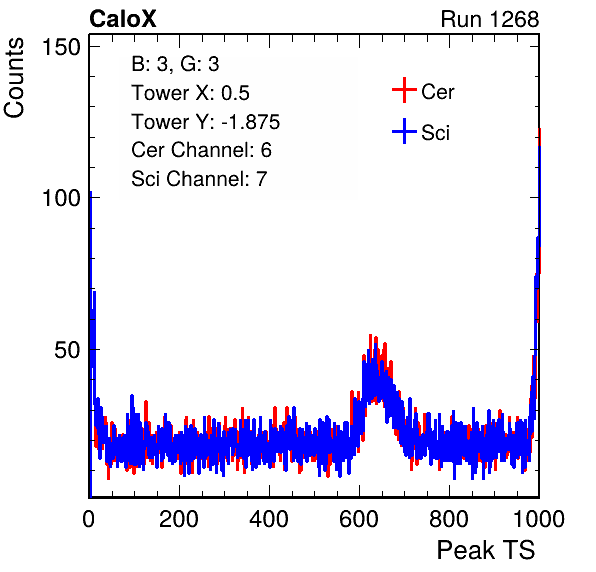 CaloX Run 1268
Counts
150
100
50
B: 3, G: 3
Tower X: 0.5
Tower Y: -1.875
Cer Channel: 6
Sci Channel: 7
Cer
Sci
0 200 400 600 800 1000
Peak TS